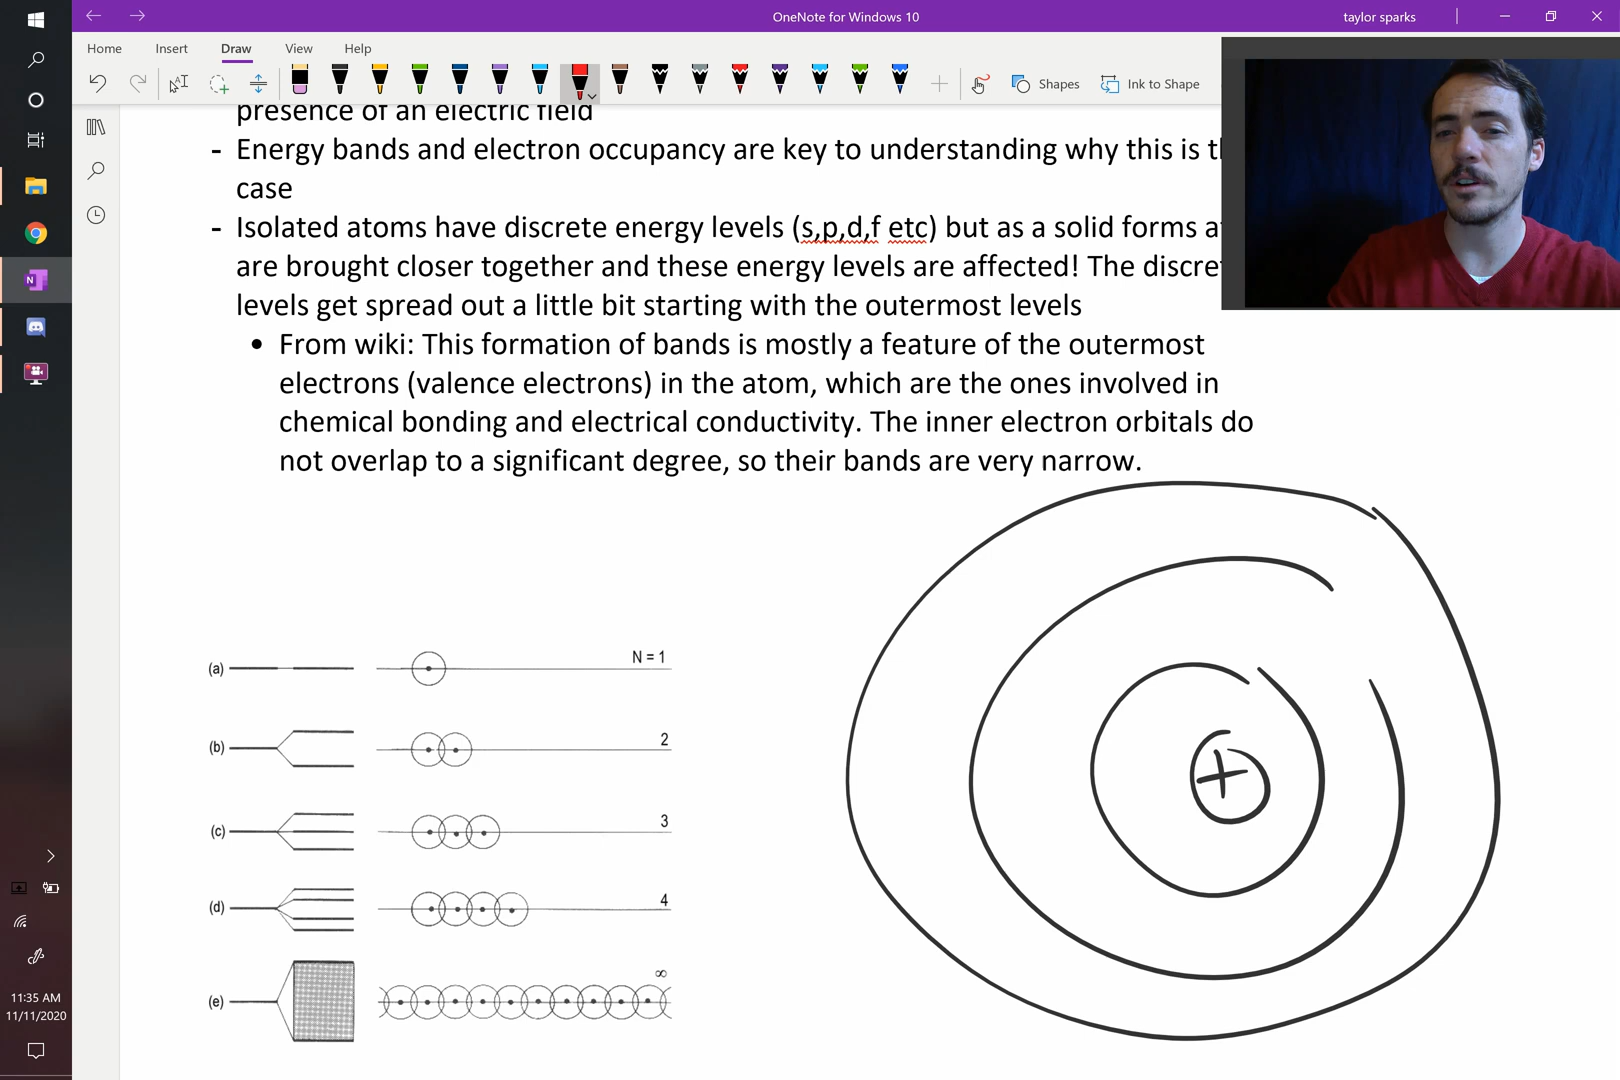 OneNote for Windows 10
taylor sparks
Home Insert Draw View Help
Shapes
Ink to Shape
presence of an electric field
- Energy bands and electron occupancy are key to understanding why this is
case
- Isolated atoms have discrete energy levels (s,p,d,f etc) but as a solid forms
are brought closer together and these energy levels are affected! The
levels get spread out a little bit starting with the outermost levels
• From wiki: This formation of bands is mostly a feature of the outermost
electrons (valence electrons) in the atom, which are the ones involved in
chemical bonding and electrical conductivity. The inner electron orbitals do
not overlap to a significant degree, so their bands are very narrow.
(a) N = 1
(b) 2
(c) 3
(d) 4
(e) ∞
+
11:35 AM
11/11/2020